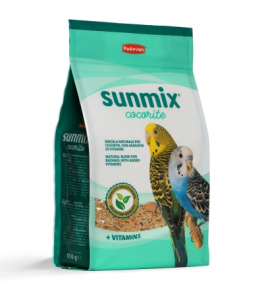 Padovan
sunmix®
cocorite
MISCELA NATURALE PER
COCORITE, CON AGGIUNTA
DI VITAMINE
NATURAL BLEND FOR
BUDGIES, WITH ADDED
VITAMINS
+ VITAMINS
sunmix
cocorite